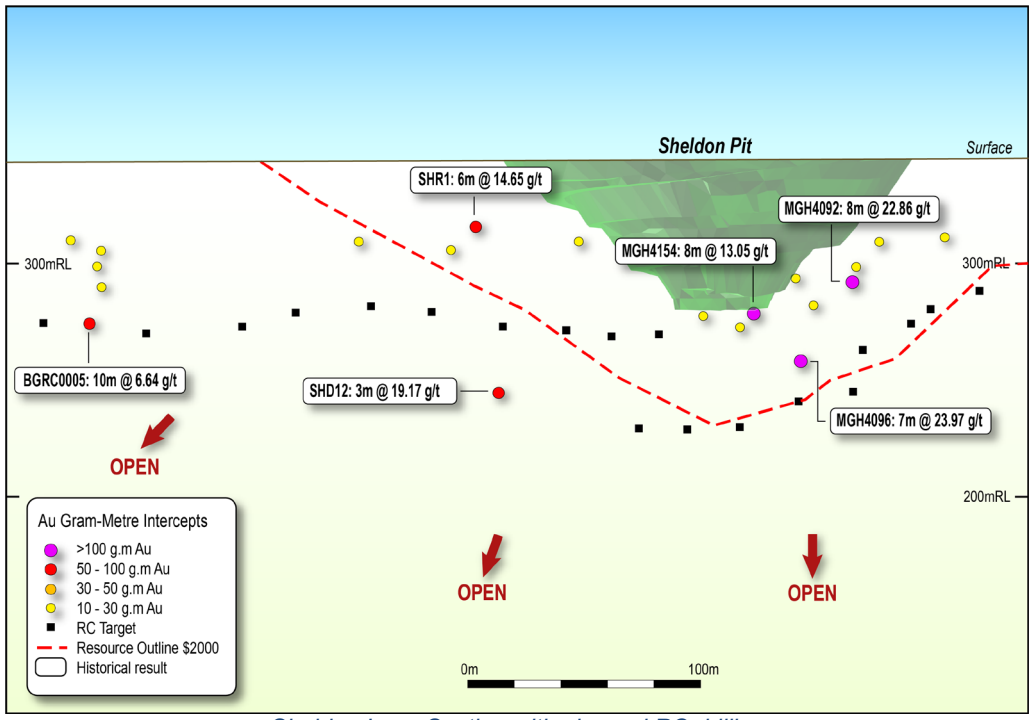 Sheldon Pit
Surface
SHR1: 6m @ 14.65 g/t
MGH4092: 8m @ 22.86 g/t
MGH4154: 8m @ 13.05 g/t
300mRL
300mRL
BGRC0005: 10m @ 6.64 g/t
SHD12: 3m @ 19.17 g/t
MGH4096: 7m @ 23.97 g/t
OPEN
200mRL
Au Gram-Metre Intercepts
>100 g.m Au
50 - 100 g.m Au
30 - 50 g.m Au
10 - 30 g.m Au
RC Target
Resource Outline $2000
Historical result
OPEN
OPEN
0m
100m